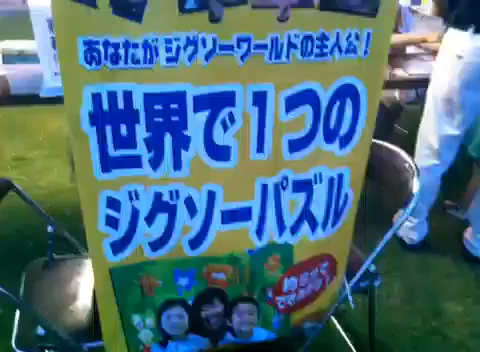 あなたが ジグソーワールドの主人公!
世界で1つの
ジグソーパズル